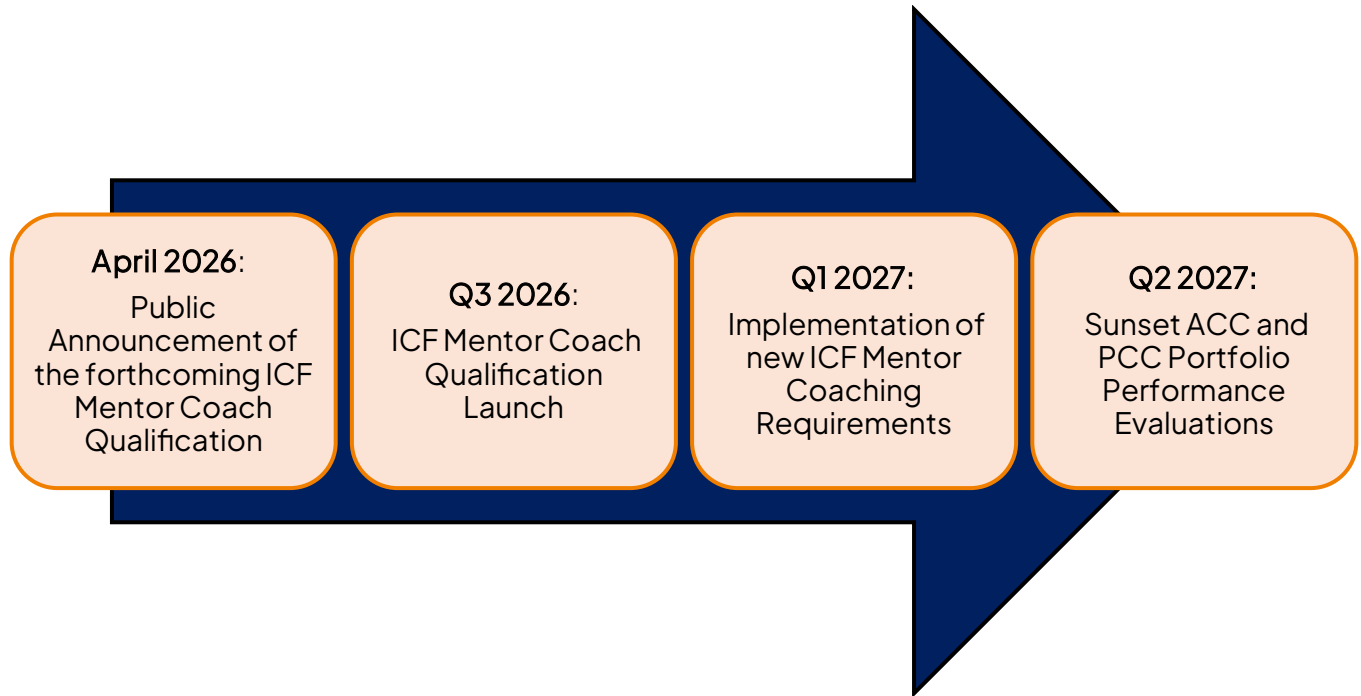 April 2026:
Public
Announcement of
the forthcoming ICF
Mentor Coach
Qualification
Q3 2026:
ICF Mentor Coach
Qualification
Launch
Q1 2027:
Implementation of
new ICF Mentor
Coaching
Requirements
Q2 2027:
Sunset ACC and
PCC Portfolio
Performance
Evaluations